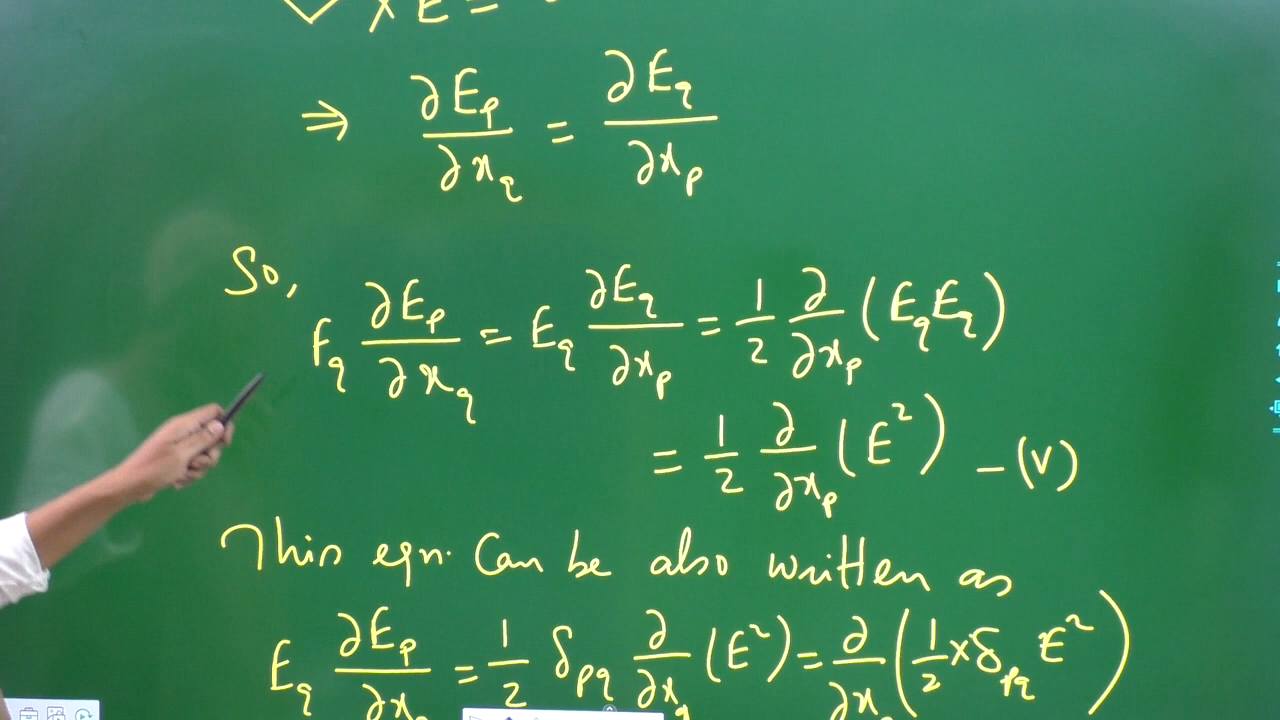 ∇ × E =
⇒ ∂E_p/∂x_q = ∂E_q/∂x_p
So,
E_q ∂E_p/∂x_q = E_q ∂E_q/∂x_p = 1/2 ∂/∂x_p (E_q E_q)
= 1/2 ∂/∂x_p (E²) – (V)
This eqn. Can be also written as
E_q ∂E_p/∂x_q = 1/2 δ_pq ∂/∂x_q (E²) = ∂/∂x_q (1/2 × δ_pq E²)